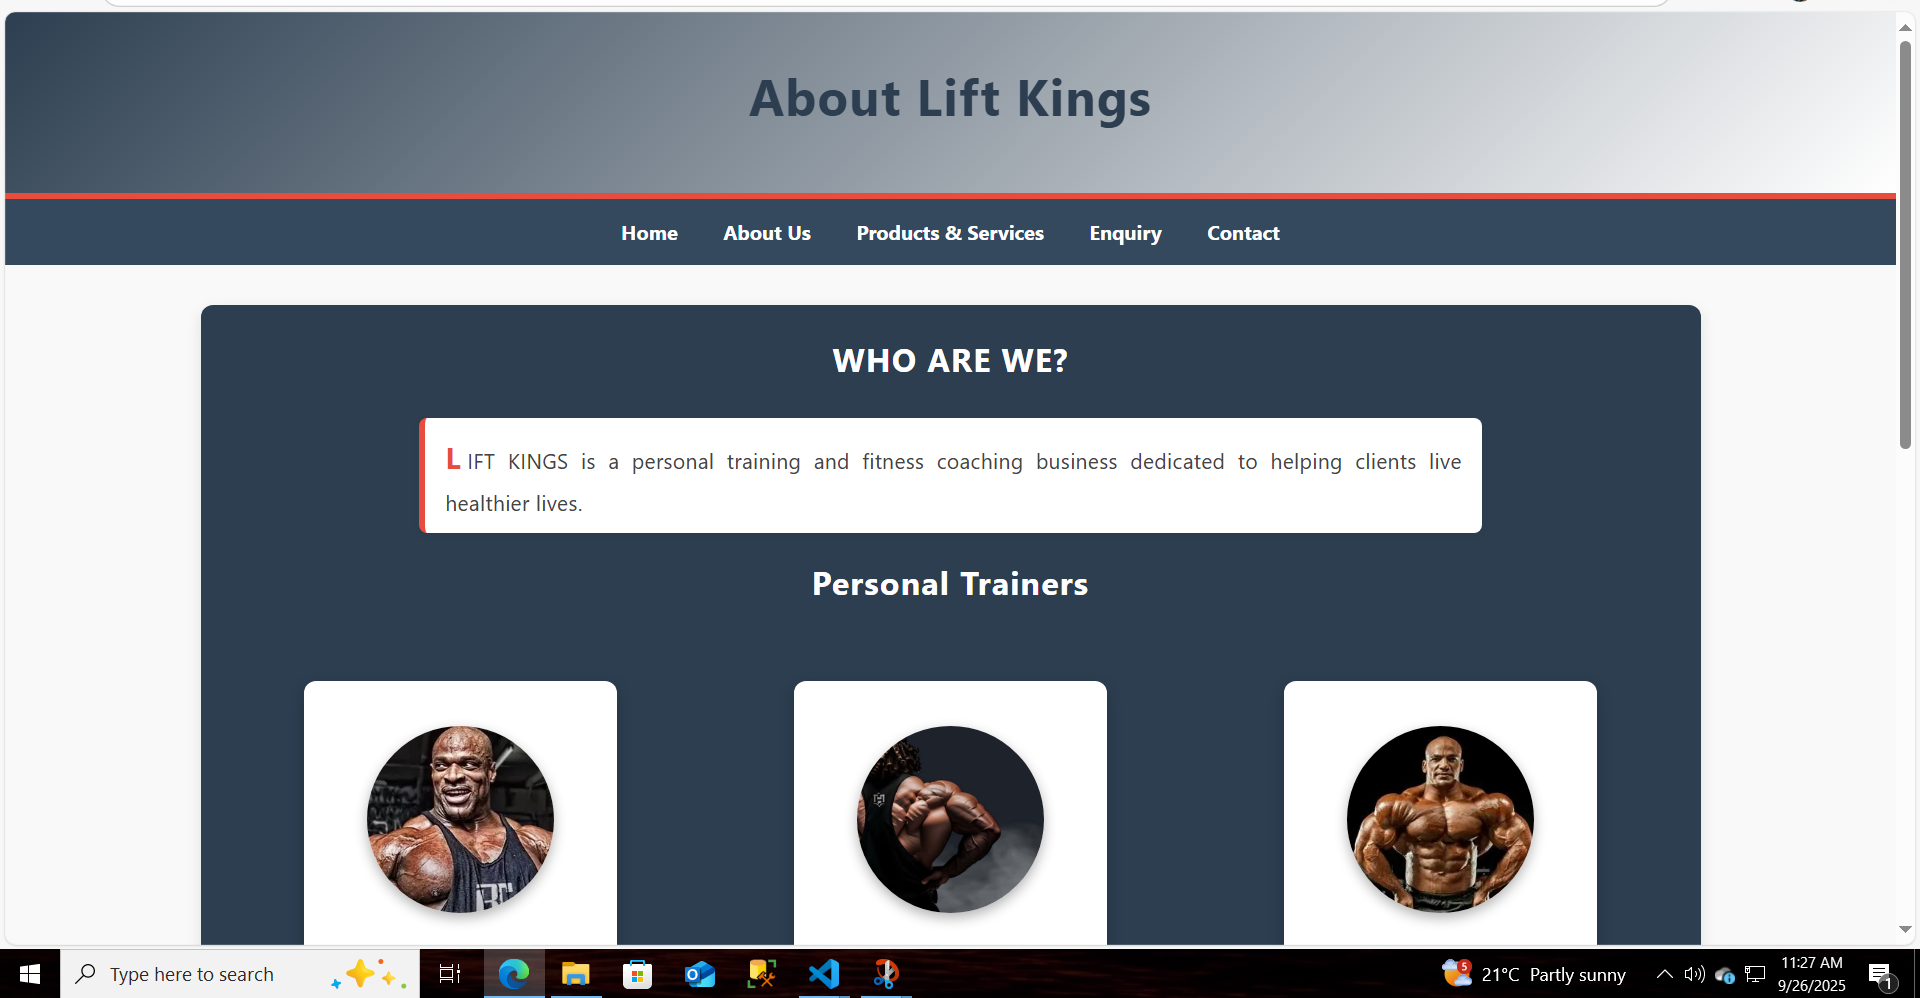 About Lift Kings
Home About Us Products & Services Enquiry Contact
WHO ARE WE?
LIFT KINGS is a personal training and fitness coaching business dedicated to helping clients live
healthier lives.
Personal Trainers
Type here to search
5
21°C Partly sunny
11:27 AM
9/26/2025
1